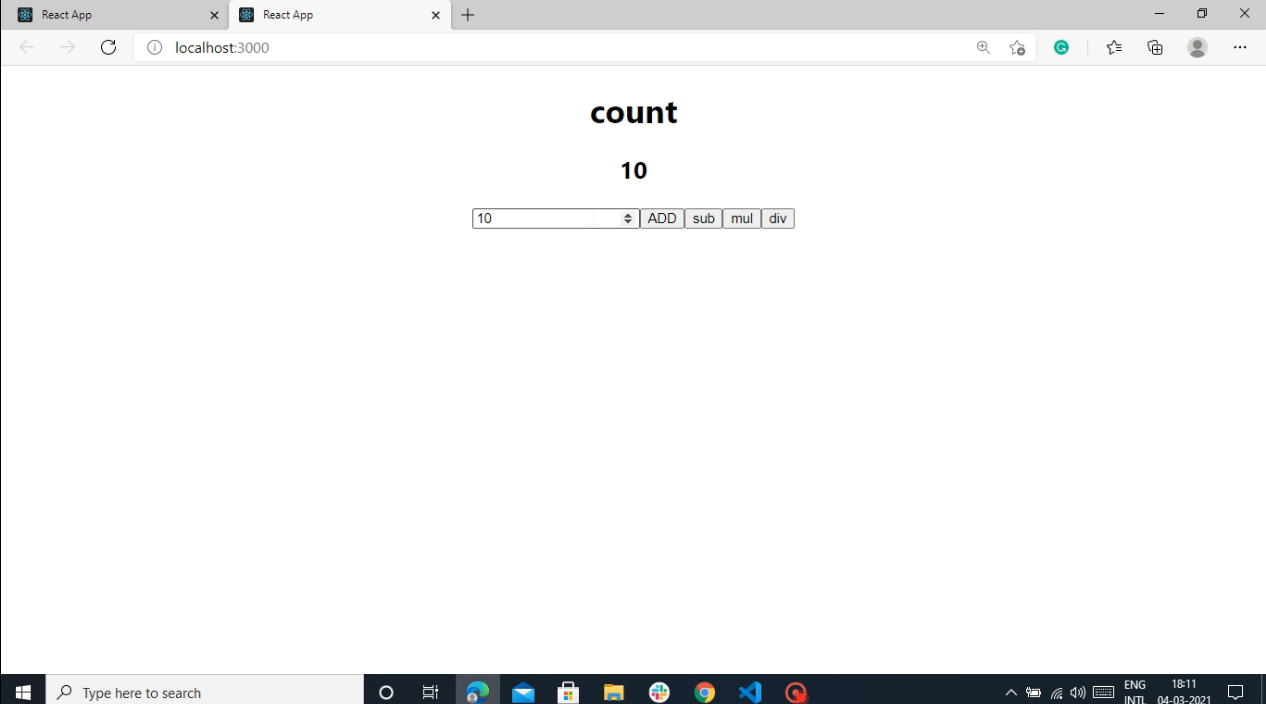 React App
React App
localhost:3000
count
10
10 ADD sub mul div
Type here to search
ENG
INTL
18:11
04-03-2021